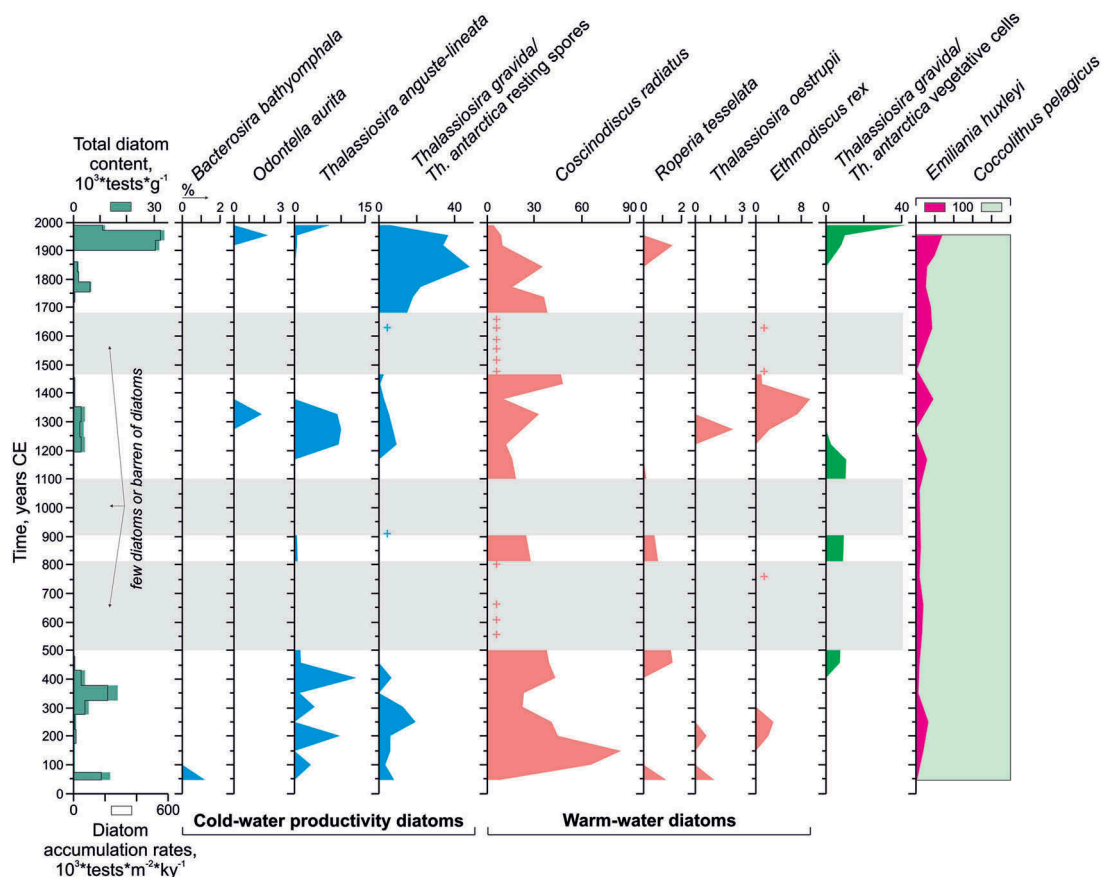 Total diatom
content,
10³*tests*g⁻¹
Bacterosira bathyomphala
Odontella aurita
Thalassiosira anguste-lineata
Thalassiosira gravida/
Th. antarctica resting spores
Coscinodiscus radiatus
Roperia tesselata
Thalassiosira oestrupii
Ethmodiscus rex
Thalassiosira gravida/
Th. antarctica vegetative cells
Emiliania huxleyi
Coccolithus pelagicus
%
0 30
0 2
0 3
0 15
0 40
0 30 60 90
0 2
0 3
0 8
0 40
100
2000
1900
1800
1700
1600
1500
1400
1300
1200
1100
1000
900
800
700
600
500
400
300
200
100
0
Time, years CE
few diatoms or barren of diatoms
0 600
Diatom
accumulation rates,
10³*tests*m⁻²*ky⁻¹
Cold-water productivity diatoms
Warm-water diatoms